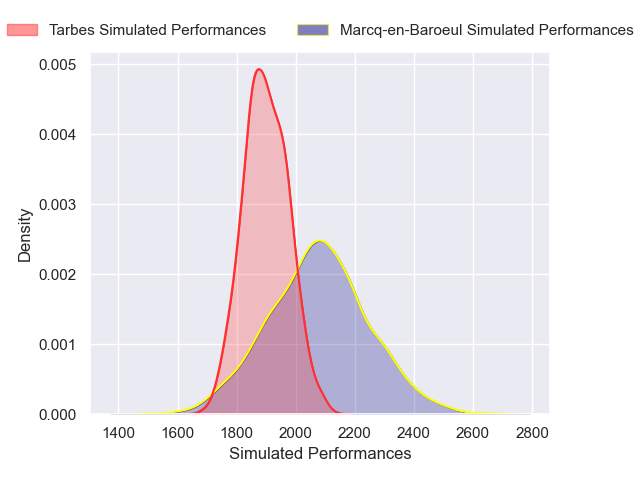 Tarbes Simulated Performances
Marcq-en-Baroeul Simulated Performances
0.005
0.004
0.003
0.002
0.001
0.000
Density
1400 1600 1800 2000 2200 2400 2600 2800
Simulated Performances